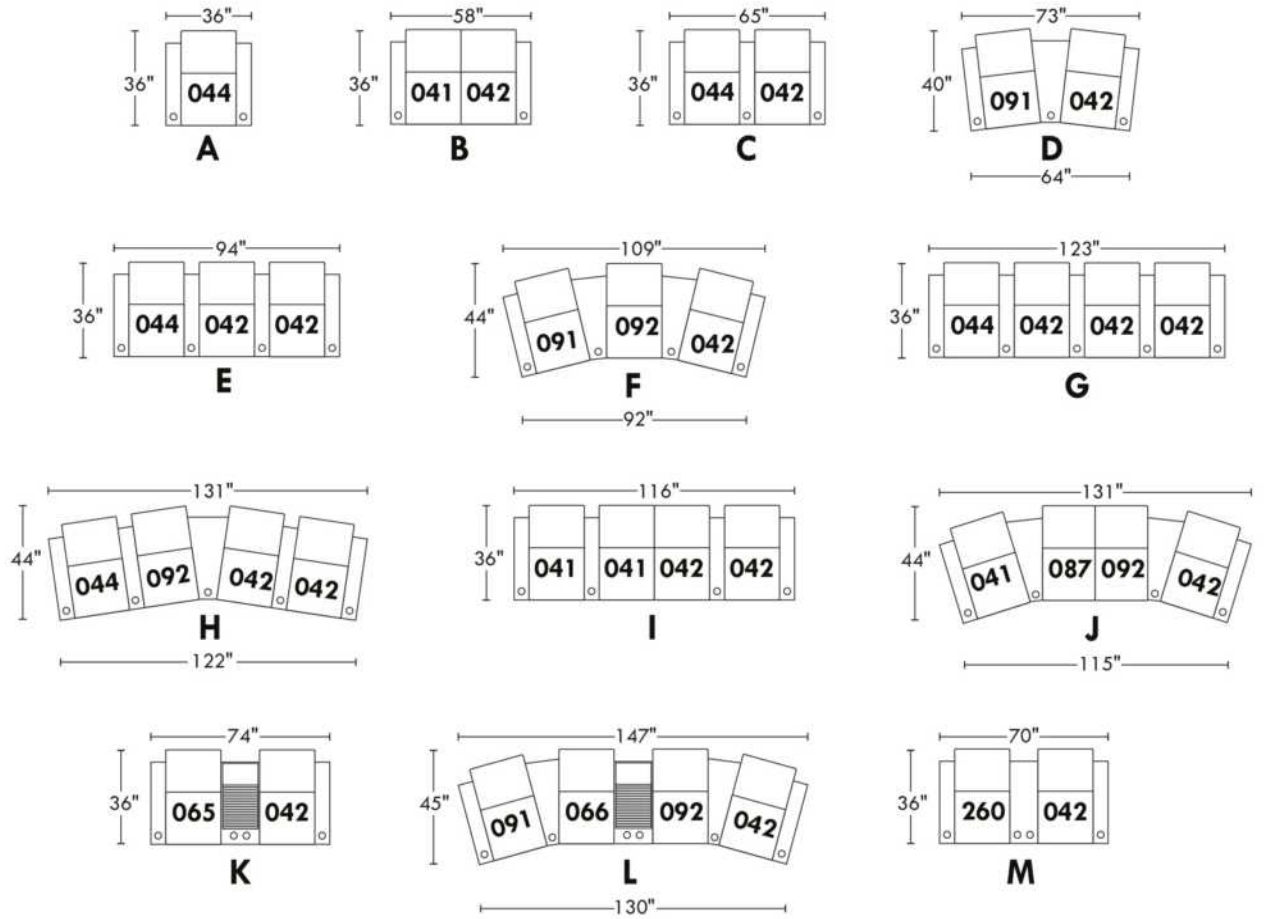 36" 58" 65" 73"
36" 044 36" 041 042 36" 044 042 40" 091 042
A B C D
64"
94" 109" 123"
36" 044 042 042 44" 091 092 042 36" 044 042 042 042
E F G
92"
131" 116" 131"
44" 044 092 042 042 36" 041 041 042 042 44" 041 087 092 042
H I J
122" 115"
74" 147" 70"
36" 065 042 45" 091 066 092 042 36" 260 042
K L M
130"